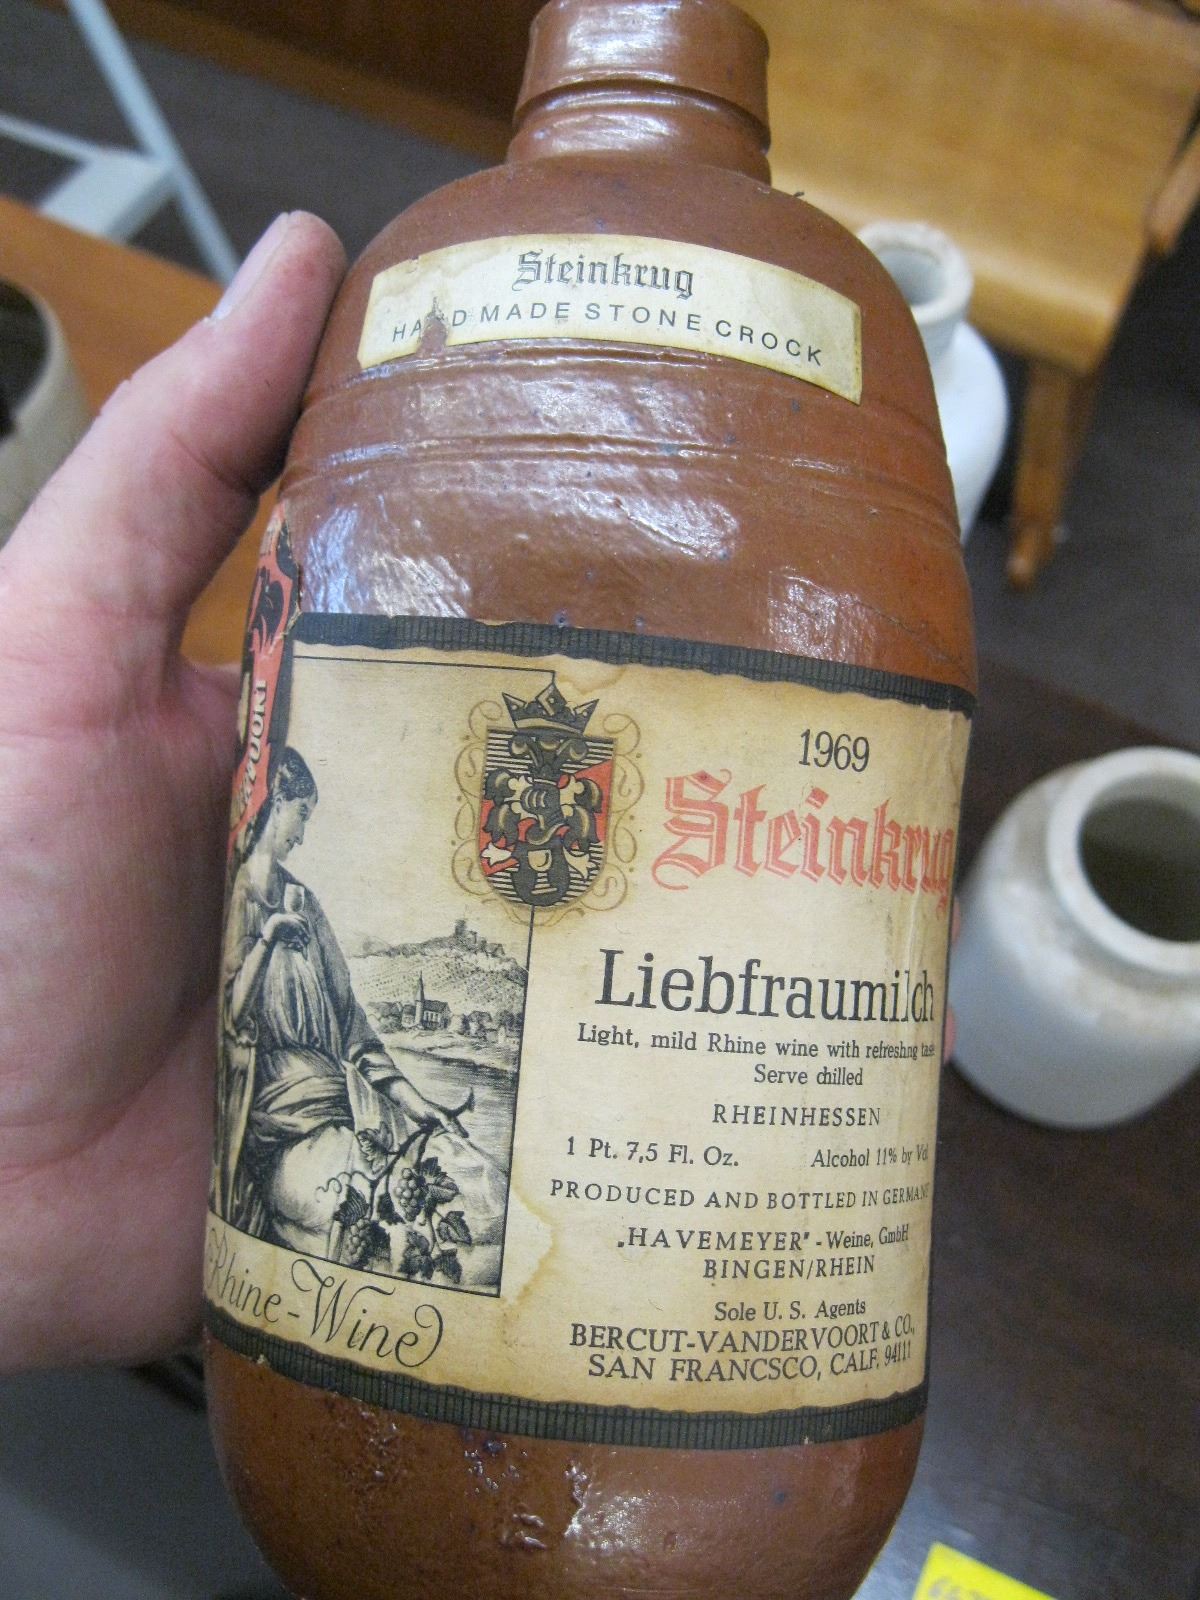 Steinkrug
HAND MADE STONE CROCK
1969
Steinkrug
Liebfraumilch
Light, mild Rhine wine with refreshng
Serve chilled
RHEINHESSEN
1 Pt. 7,5 Fl. Oz. Alcohol 11% by Vol
PRODUCED AND BOTTLED IN GERMANY
„HAVEMEYER" - Weine, GmbH
BINGEN/RHEIN
Sole U. S. Agents
BERCUT-VANDERVOORT & CO.,
SAN FRANCSCO, CALF. 94111
Rhine-Wine